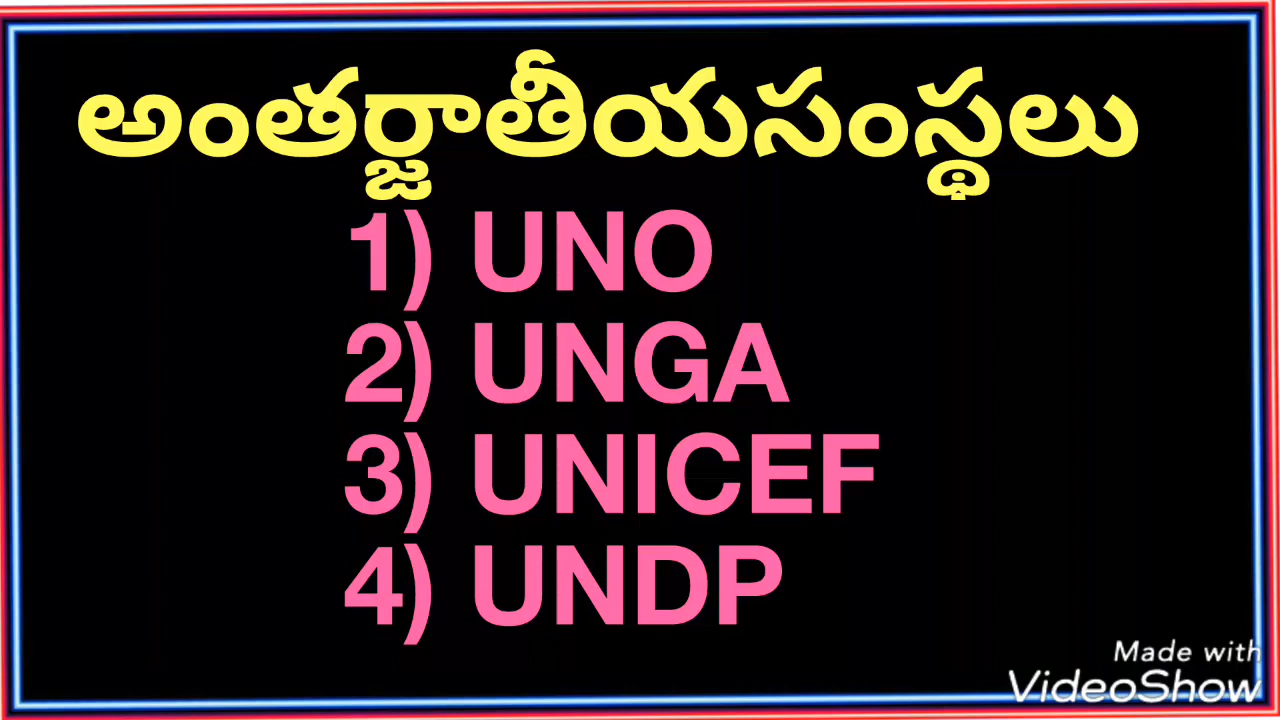 అంతర్జాతీయసంస్థలు
1) UNO
2) UNGA
3) UNICEF
4) UNDP
Made with
VideoShow